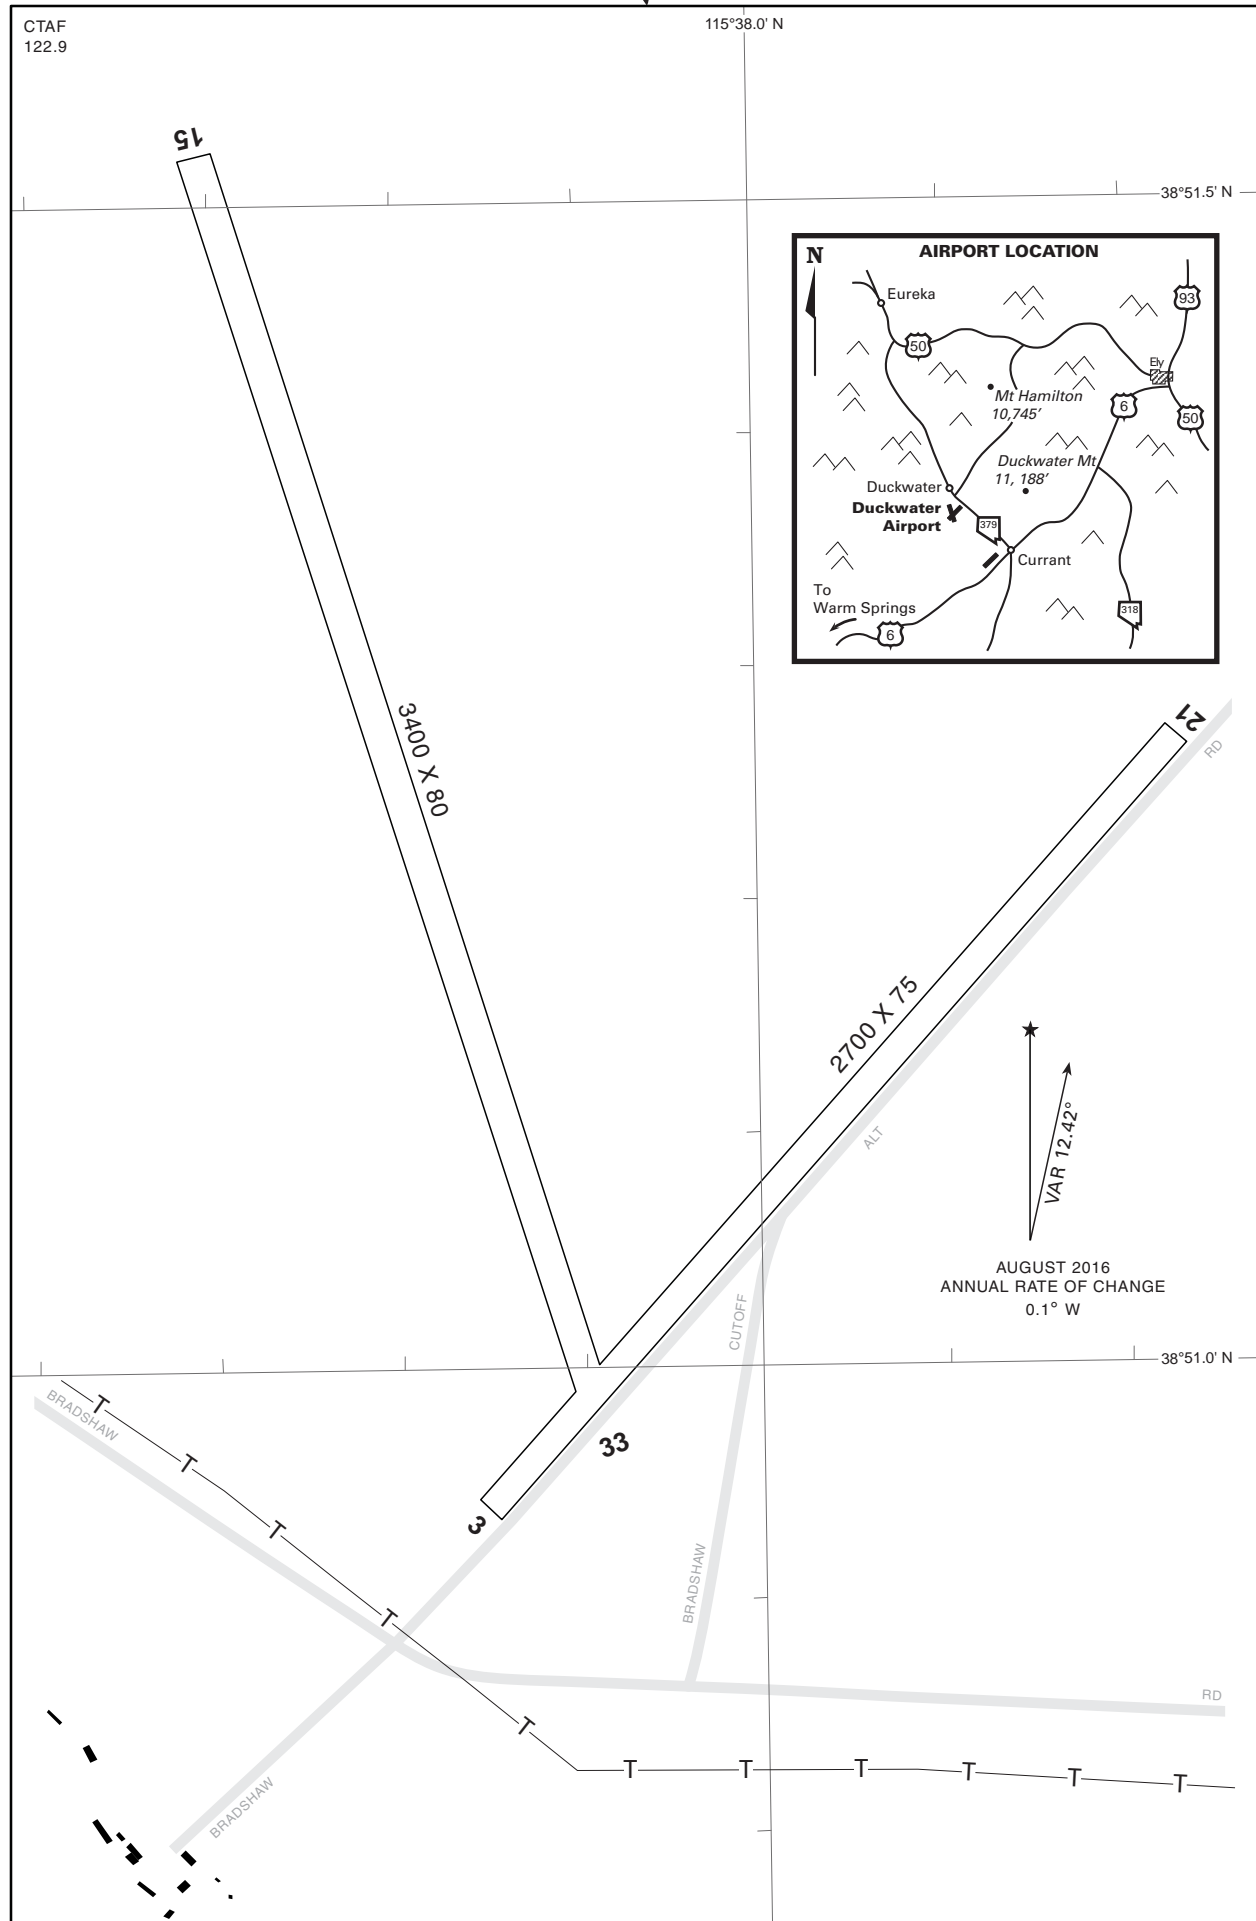 CTAF
122.9
115°38.0' N
15
38°51.5' N
AIRPORT LOCATION
N
Eureka
93
50
Ely
Mt Hamilton
10,745'
6
50
Duckwater Mt
11, 188'
Duckwater
Duckwater
Airport
379
Currant
To
Warm Springs
318
6
21
RD
3400 X 80
2700 X 75
ALT
VAR 12.42°
AUGUST 2016
ANNUAL RATE OF CHANGE
0.1° W
CUTOFF
38°51.0' N
T
BRADSHAW
33
T
3
T
BRADSHAW
T
RD
T
T
T
T
T
T
T
BRADSHAW